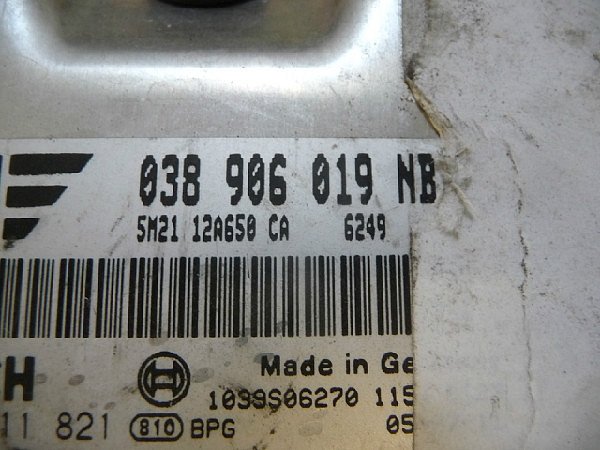 038 906 019 NB
5M21 12A650 CA 6249
H Made in Ge
1039S06270 115
11 821 810 BPG 05